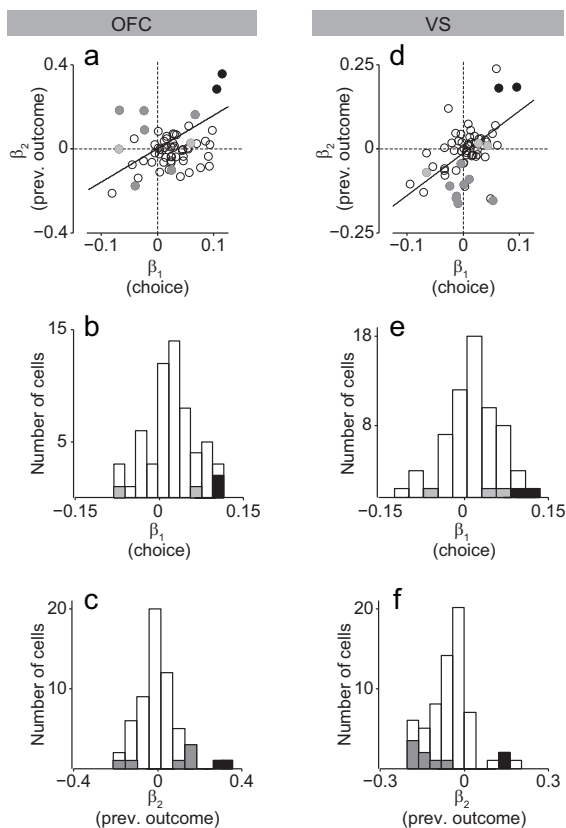 OFC
VS
a
0.4
0
−0.4
β2
(prev. outcome)
−0.1
0
0.1
β1
(choice)
d
0.25
0
−0.25
β2
(prev. outcome)
−0.1
0
0.1
β1
(choice)
b
15
5
Number of cells
−0.15
0
0.15
β1
(choice)
e
18
8
Number of cells
−0.15
0
0.15
β1
(choice)
c
20
10
Number of cells
−0.4
0
0.4
β2
(prev. outcome)
f
20
10
Number of cells
−0.3
0
0.3
β2
(prev. outcome)